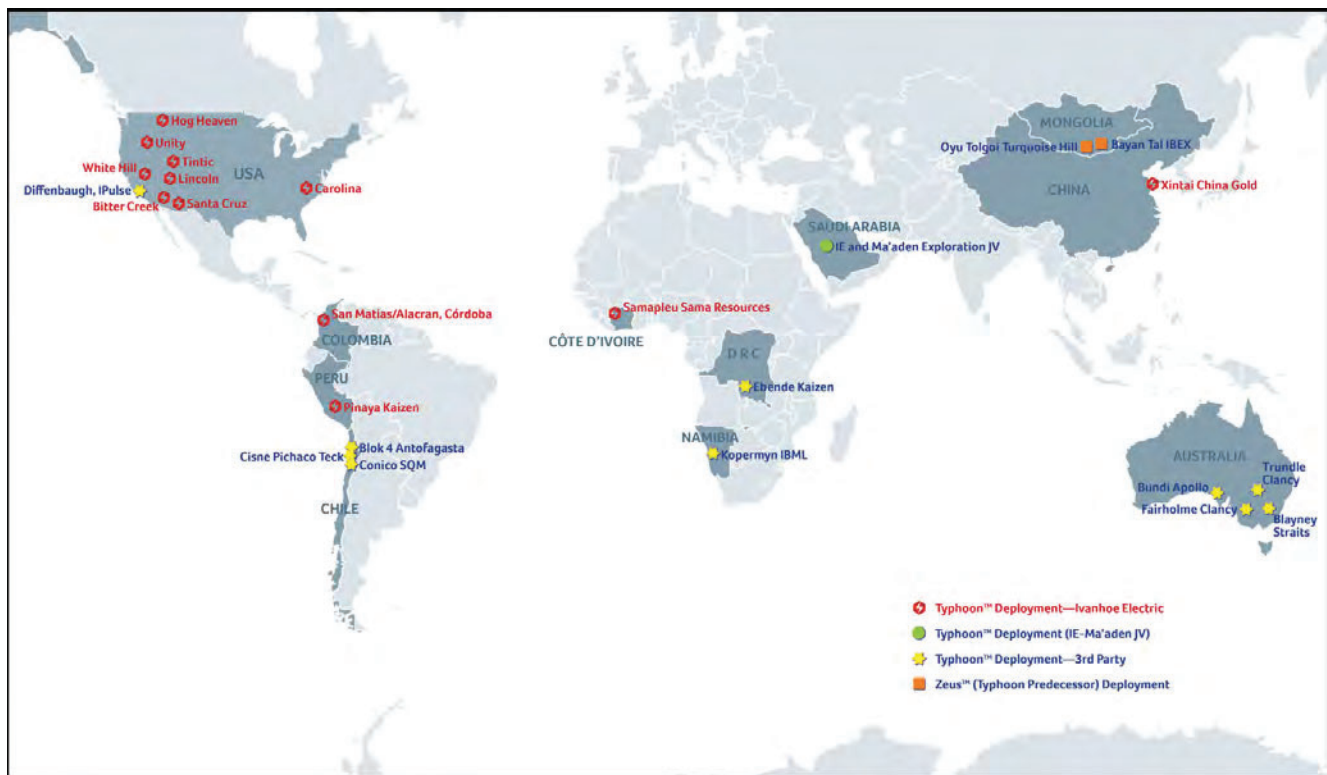 Hog Heaven
Unity
Tintic
White Hill
Lincoln
USA
Diffenbaugh, IPulse
Bitter Creek
Santa Cruz
Carolina
MONGOLIA
Oyu Tolgoi Turquoise Hill
Bayan Tal IBEX
CHINA
Xintai China Gold
SAUDI ARABIA
IE and Ma'aden Exploration JV
San Matias/Alacran, Córdoba
COLOMBIA
Samapleu Sama Resources
CÔTE D'IVOIRE
DRC
Ebende Kaizen
PERU
Pinaya Kaizen
NAMIBIA
Kopermyn IBML
Blok 4 Antofagasta
Cisne Pichaco Teck
Conico SQM
CHILE
AUSTRALIA
Trundle
Clancy
Bundi Apollo
Fairholme Clancy
Blayney
Straits
Typhoon™ Deployment—Ivanhoe Electric
Typhoon™ Deployment (IE-Ma'aden JV)
Typhoon™ Deployment—3rd Party
Zeus™ (Typhoon Predecessor) Deployment